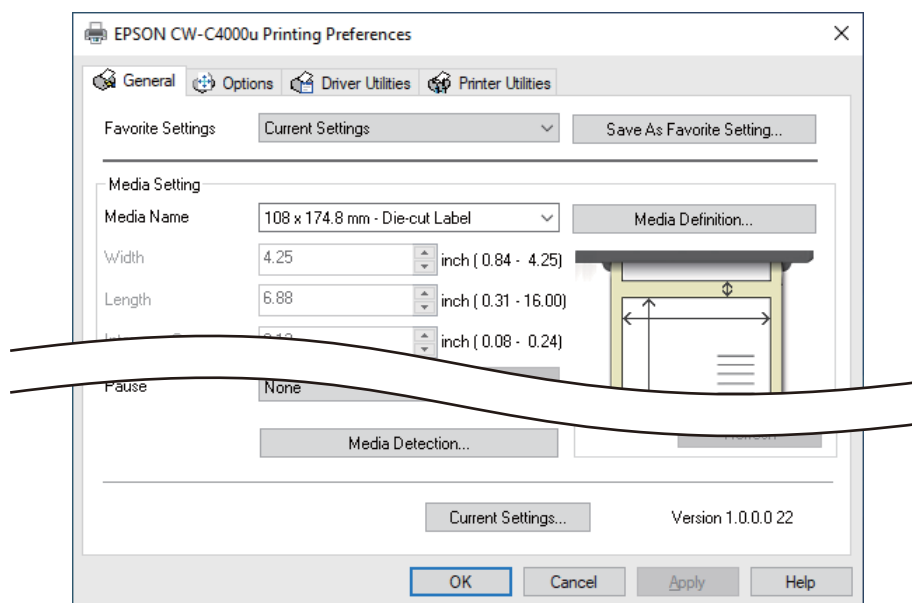 EPSON CW-C4000u Printing Preferences
General Options Driver Utilities Printer Utilities
Favorite Settings Current Settings Save As Favorite Setting...
Media Setting
Media Name 108 x 174.8 mm - Die-cut Label Media Definition...
Width 4.25 inch ( 0.84 - 4.25)
Length 6.88 inch ( 0.31 - 16.00)
inch ( 0.08 - 0.24)
Pause None
Media Detection...
Current Settings... Version 1.0.0.0 22
OK Cancel Apply Help